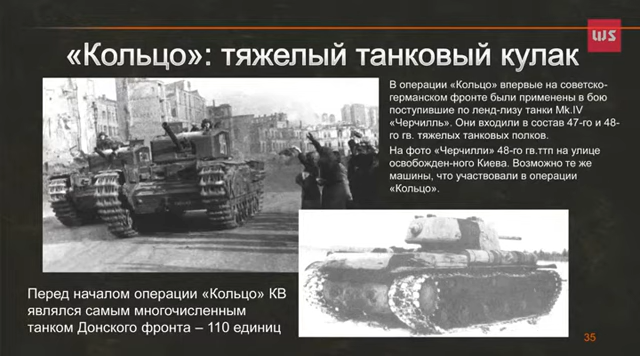 WS
«Кольцо»: тяжелый танковый кулак
В операции «Кольцо» впервые на советско-
германском фронте были применены в бою
поступившие по ленд-лизу танки Mk.IV
«Черчилль». Они входили в состав 47-го и 48-
го гв. тяжелых танковых полков.
На фото «Черчилли» 48-го гв.ттп на улице
освобожден-ного Киева. Возможно те же
машины, что участвовали в операции
«Кольцо».
Перед началом операции «Кольцо» КВ
являлся самым многочисленным
танком Донского фронта – 110 единиц
35